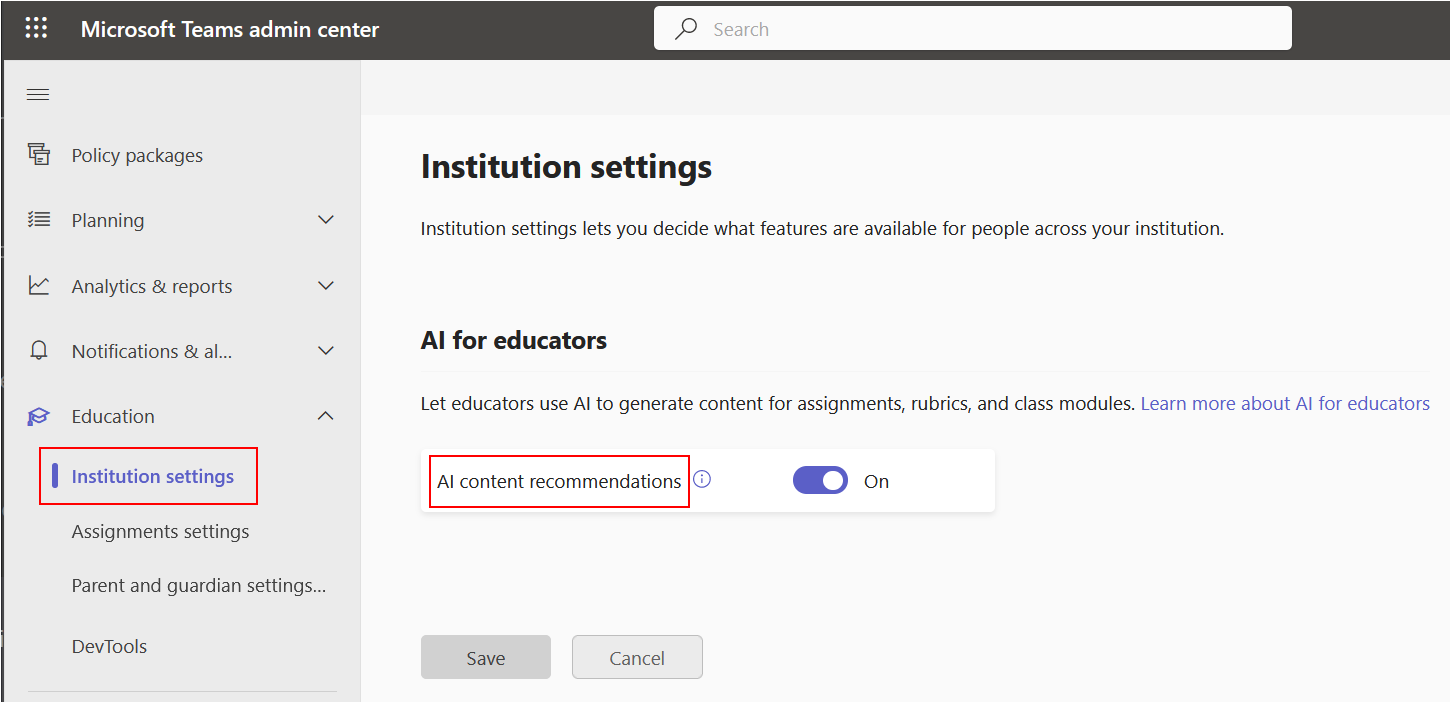 Microsoft Teams admin center
Search
Policy packages
Planning
Analytics & reports
Notifications & al...
Education
Institution settings
Assignments settings
Parent and guardian settings...
DevTools
Institution settings
Institution settings lets you decide what features are available for people across your institution.
AI for educators
Let educators use AI to generate content for assignments, rubrics, and class modules. Learn more about AI for educators
AI content recommendations On
Save Cancel